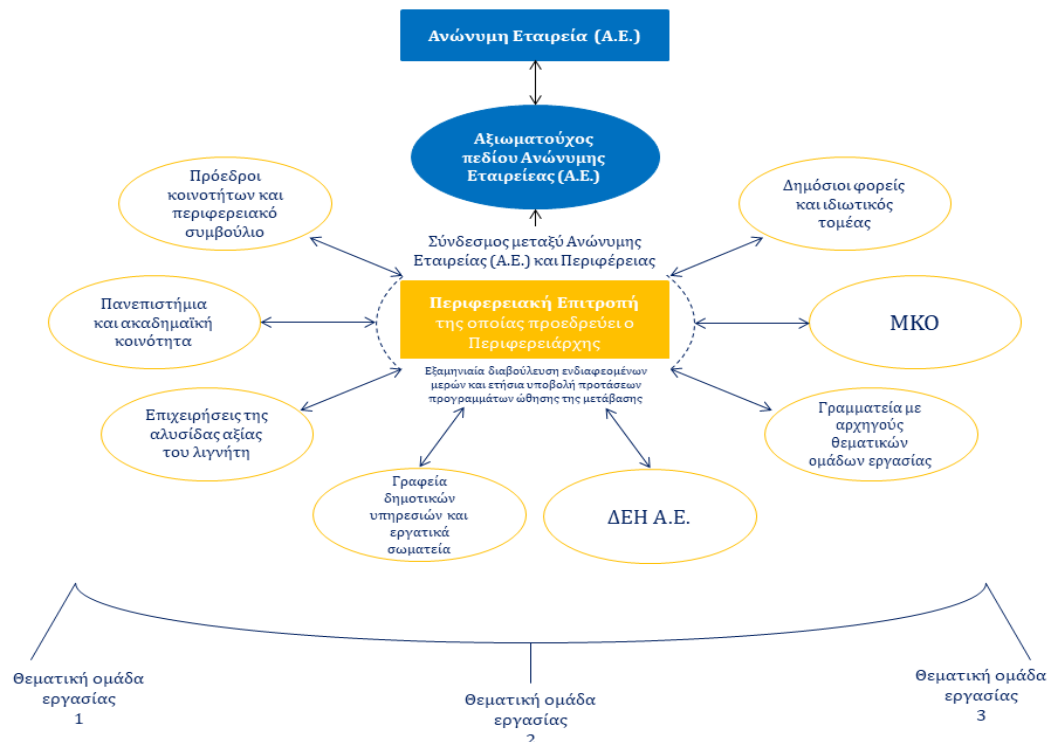 Ανώνυμη Εταιρεία (Α.Ε.)
Αξιωματούχος
πεδίου Ανώνυμης
Εταιρείεας (Α.Ε.)
Πρόεδροι
κοινοτήτων και
περιφερειακό
συμβούλιο
Δημόσιοι φορείς
και ιδιωτικός
τομέας
Σύνδεσμος μεταξύ Ανώνυμης
Εταιρείας (Α.Ε.) και Περιφέρειας
Πανεπιστήμια
και ακαδημαϊκή
κοινότητα
Περιφερειακή Επιτροπή
της οποίας προεδρεύει ο
Περιφερειάρχης
ΜΚΟ
Εξαμηνιαία διαβούλευση ενδιαφεομένων
μερών και ετήσια υποβολή προτάσεων
προγραμμάτων ώθησης της μετάβασης
Επιχειρήσεις της
αλυσίδας αξίας
του λιγνήτη
Γραμματεία με
αρχηγούς
θεματικών
ομάδων εργασίας
Γραφεία
δημοτικών
υπηρεσιών και
εργατικά
σωματεία
ΔΕΗ Α.Ε.
Θεματική ομάδα
εργασίας
1
Θεματική ομάδα
εργασίας
2
Θεματική ομάδα
εργασίας
3